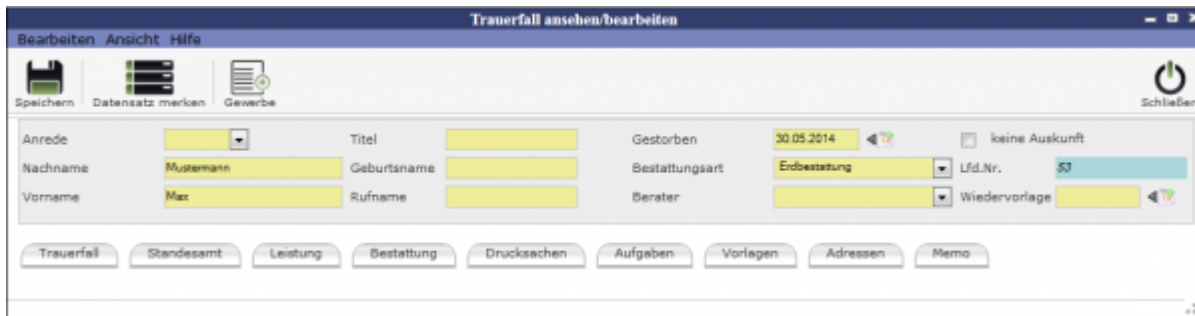 Trauerfall ansehen/bearbeiten
Bearbeiten Ansicht Hilfe
Speichern Datensatz merken Gewerbe Schließen
Anrede Titel Gestorben 30.05.2014 keine Auskunft
Nachname Mustermann Geburtsname Bestattungsart Erdbestattung Lfd.Nr. 53
Vorname Max Rufname Berater Wiedervorlage
Trauerfall Standesamt Leistung Bestattung Drucksachen Aufgaben Vorlagen Adressen Memo